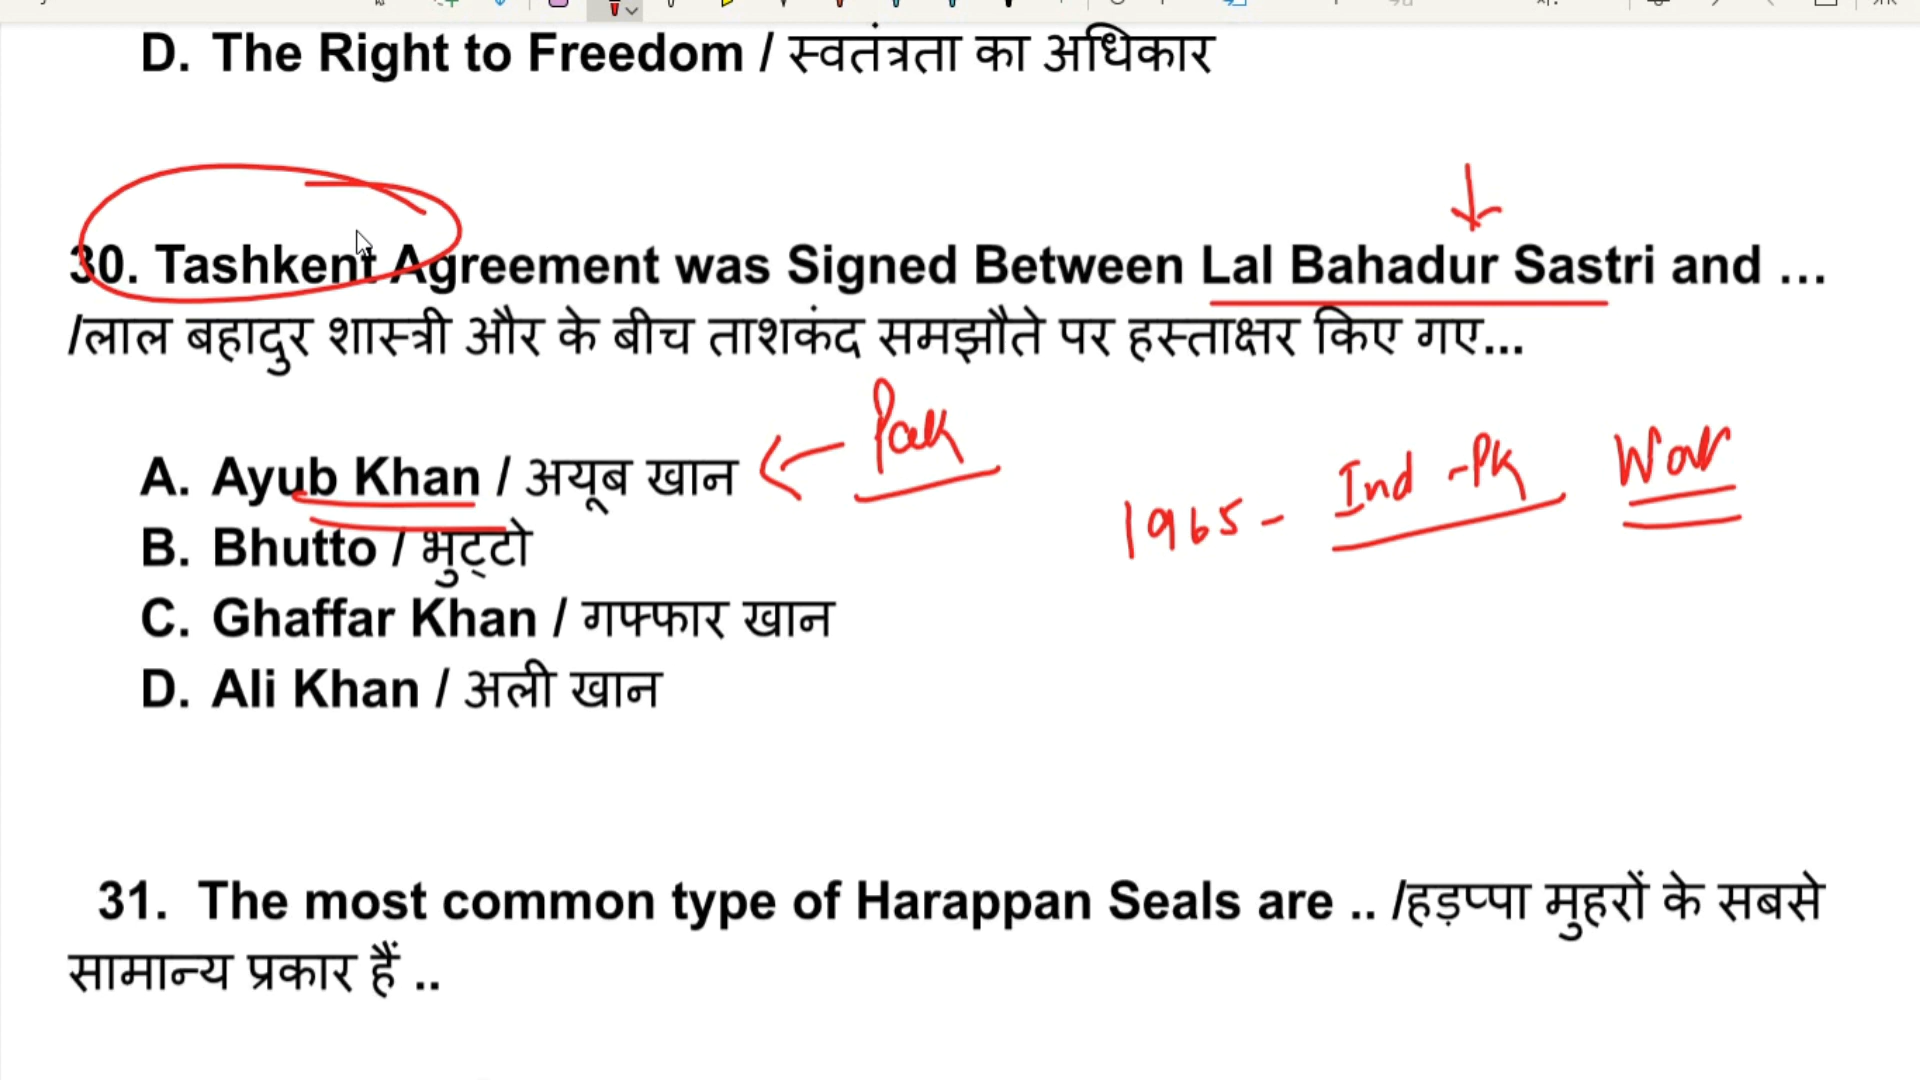 D. The Right to Freedom / स्वतंत्रता का अधिकार
30. Tashkent Agreement was Signed Between Lal Bahadur Sastri and ...
/लाल बहादुर शास्त्री और के बीच ताशकंद समझौते पर हस्ताक्षर किए गए...
A. Ayub Khan / अयूब खान
Pak
1965 - Ind - Pk War
B. Bhutto / भुट्टो
C. Ghaffar Khan / गफ्फार खान
D. Ali Khan / अली खान
31. The most common type of Harappan Seals are .. /हड़प्पा मुहरों के सबसे
सामान्य प्रकार हैं ..